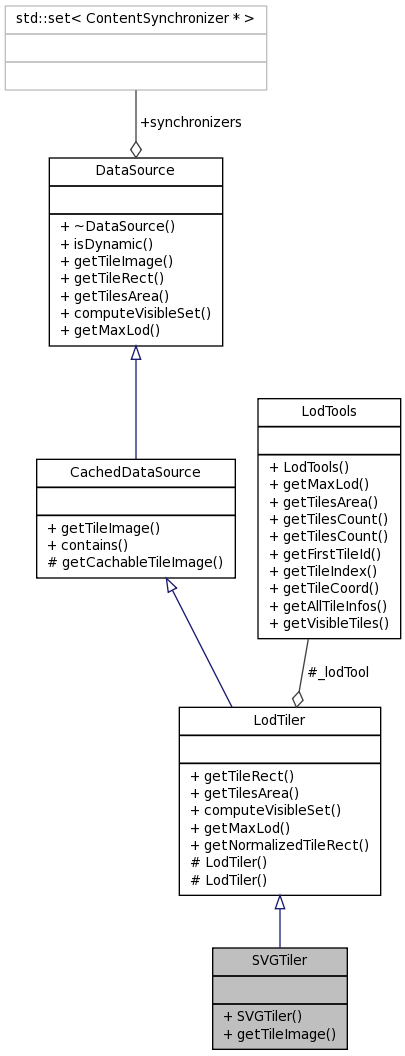 std::set< ContentSynchronizer * >
+synchronizers
DataSource
+ ~DataSource()
+ isDynamic()
+ getTileImage()
+ getTileRect()
+ getTilesArea()
+ computeVisibleSet()
+ getMaxLod()
CachedDataSource
+ getTileImage()
+ contains()
# getCachableTileImage()
LodTools
+ LodTools()
+ getMaxLod()
+ getTilesArea()
+ getTilesCount()
+ getTilesCount()
+ getFirstTileId()
+ getTileIndex()
+ getTileCoord()
+ getAllTileInfos()
+ getVisibleTiles()
#_lodTool
LodTiler
+ getTileRect()
+ getTilesArea()
+ computeVisibleSet()
+ getMaxLod()
+ getNormalizedTileRect()
# LodTiler()
# LodTiler()
SVGTiler
+ SVGTiler()
+ getTileImage()